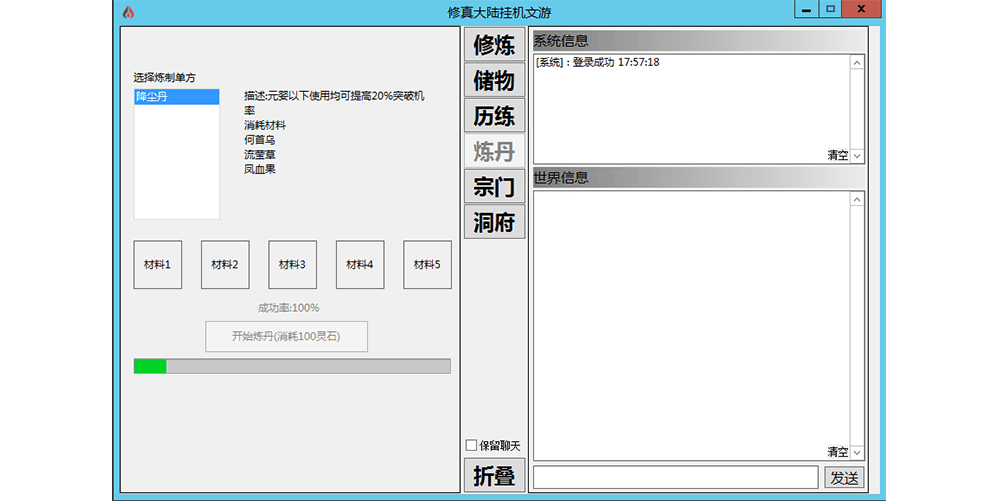 修真大陆挂机文游
选择炼制单方
降尘丹
描述:元婴以下使用均可提高20%突破机
率
消耗材料
何首乌
流莹草
凤血果
材料1
材料2
材料3
材料4
材料5
成功率:100%
开始炼丹(消耗100灵石)
修炼
储物
历练
炼丹
宗门
洞府
保留聊天
折叠
系统信息
[系统] : 登录成功 17:57:18
清空
世界信息
清空
发送